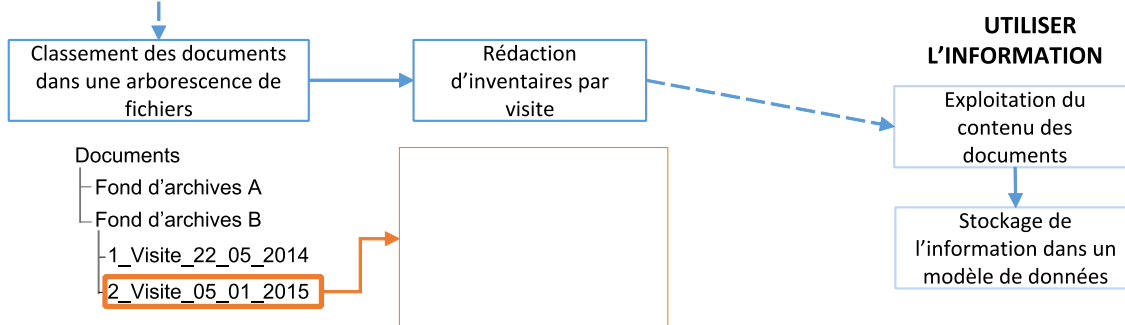 Classement des documents
dans une arborescence de
fichiers
Rédaction
d’inventaires par
visite
UTILISER
L’INFORMATION
Exploitation du
contenu des
documents
Stockage de
l’information dans un
modèle de données
Documents
Fond d’archives A
Fond d’archives B
1_Visite_22_05_2014
2_Visite_05_01_2015